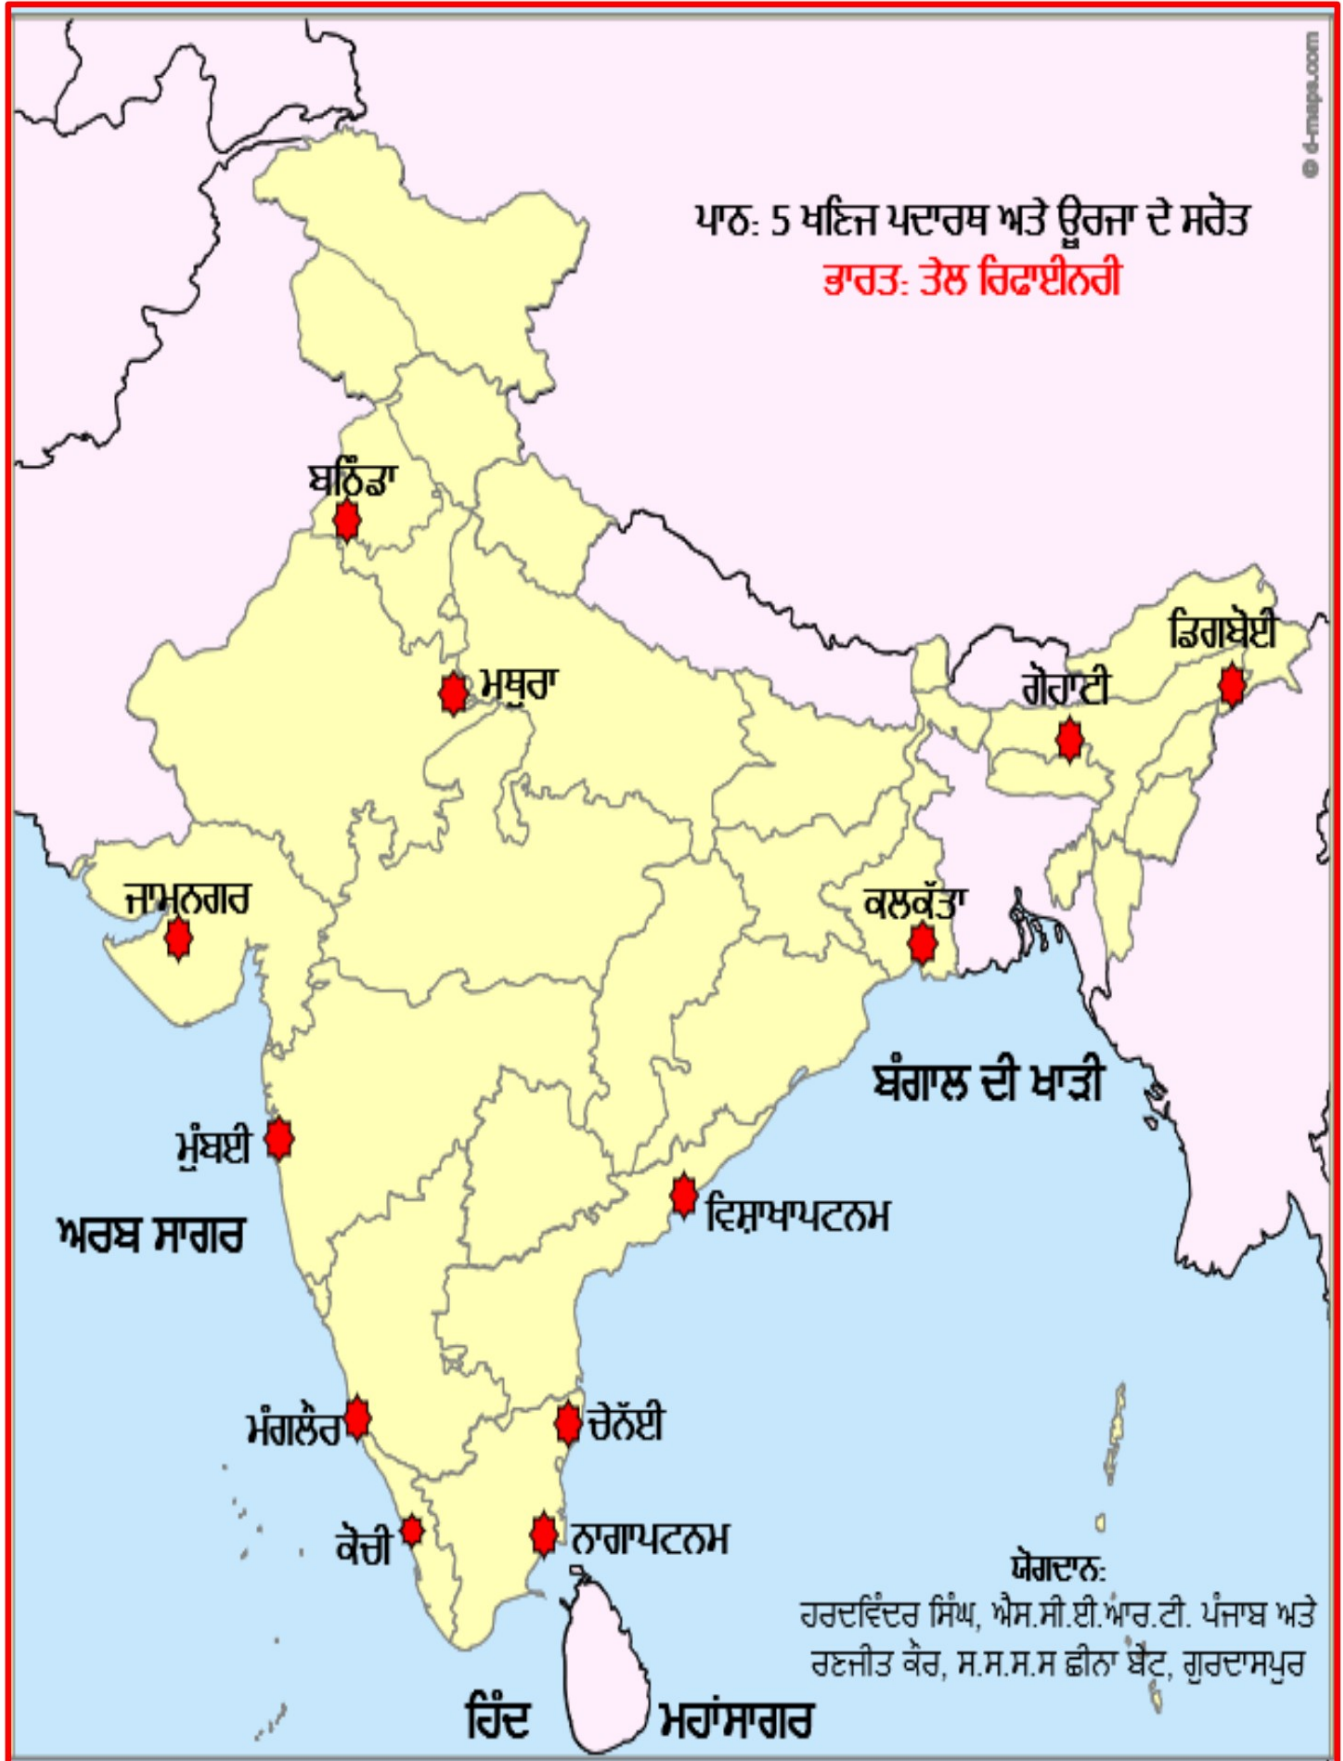 © d-maps.com
ਪਾਠ: 5 ਖਣਿਜ ਪਦਾਰਥ ਅਤੇ ਊਰਜਾ ਦੇ ਸਰੋਤ
ਭਾਰਤ: ਤੇਲ ਰਿਫਾਈਨਰੀ
ਬਠਿੰਡਾ
ਡਿਗਬੋਈ
ਗੋਹਾਟੀ
ਮਥੁਰਾ
ਜਾਮਨਗਰ
ਕਲਕੱਤਾ
ਬੰਗਾਲ ਦੀ ਖਾੜੀ
ਮੁੰਬਈ
ਵਿਸ਼ਾਖਾਪਟਨਮ
ਅਰਬ ਸਾਗਰ
ਮੰਗਲੌਰ
ਚੇਨੱਈ
ਕੋਚੀ
ਨਾਗਾਪਟਨਮ
ਯੋਗਦਾਨ:
ਹਰਦਵਿੰਦਰ ਸਿੰਘ, ਐਸ.ਸੀ.ਈ.ਆਰ.ਟੀ. ਪੰਜਾਬ ਅਤੇ
ਰਣਜੀਤ ਕੌਰ, ਸ.ਸ.ਸ.ਸ ਛੀਨਾ ਬੇਟ, ਗੁਰਦਾਸਪੁਰ
ਹਿੰਦ ਮਹਾਂਸਾਗਰ